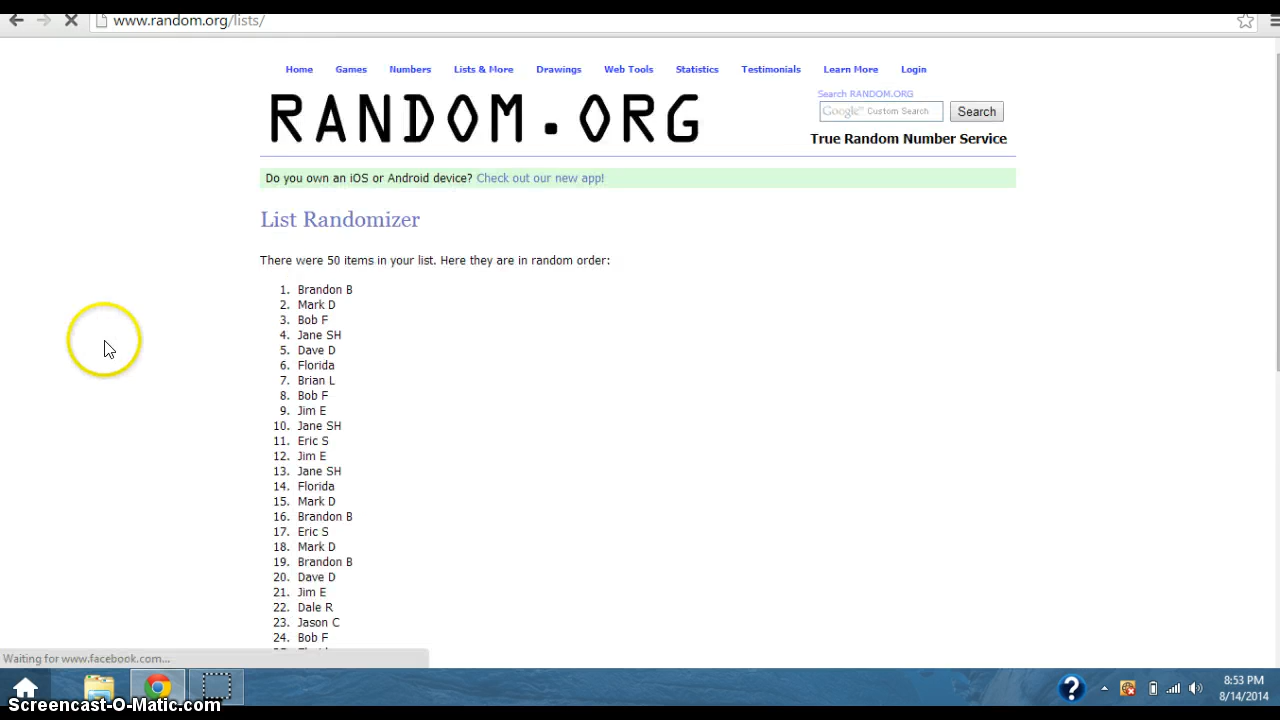 www.random.org/lists/
Home Games Numbers Lists & More Drawings Web Tools Statistics Testimonials Learn More Login
RANDOM.ORG
Search RANDOM.ORG
Google™ Custom Search Search
True Random Number Service
Do you own an iOS or Android device? Check out our new app!
List Randomizer
There were 50 items in your list. Here they are in random order:
1. Brandon B
2. Mark D
3. Bob F
4. Jane SH
5. Dave D
6. Florida
7. Brian L
8. Bob F
9. Jim E
10. Jane SH
11. Eric S
12. Jim E
13. Jane SH
14. Florida
15. Mark D
16. Brandon B
17. Eric S
18. Mark D
19. Brandon B
20. Dave D
21. Jim E
22. Dale R
23. Jason C
24. Bob F
Waiting for www.facebook.com...
8:53 PM
8/14/2014
Screencast-O-Matic.com